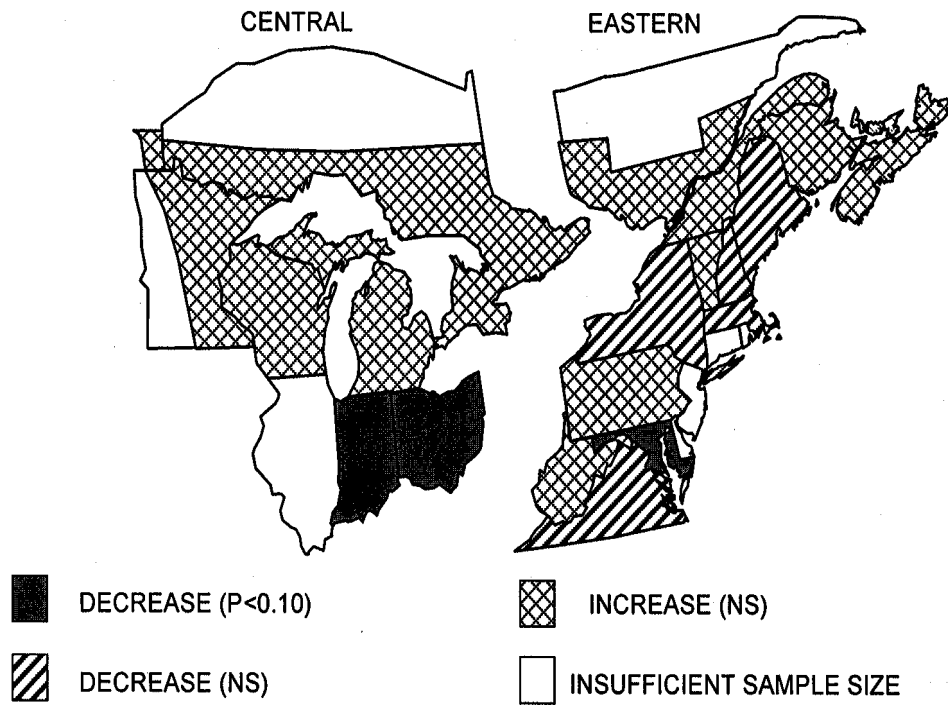 CENTRAL
EASTERN
DECREASE (P<0.10)
INCREASE (NS)
DECREASE (NS)
INSUFFICIENT SAMPLE SIZE